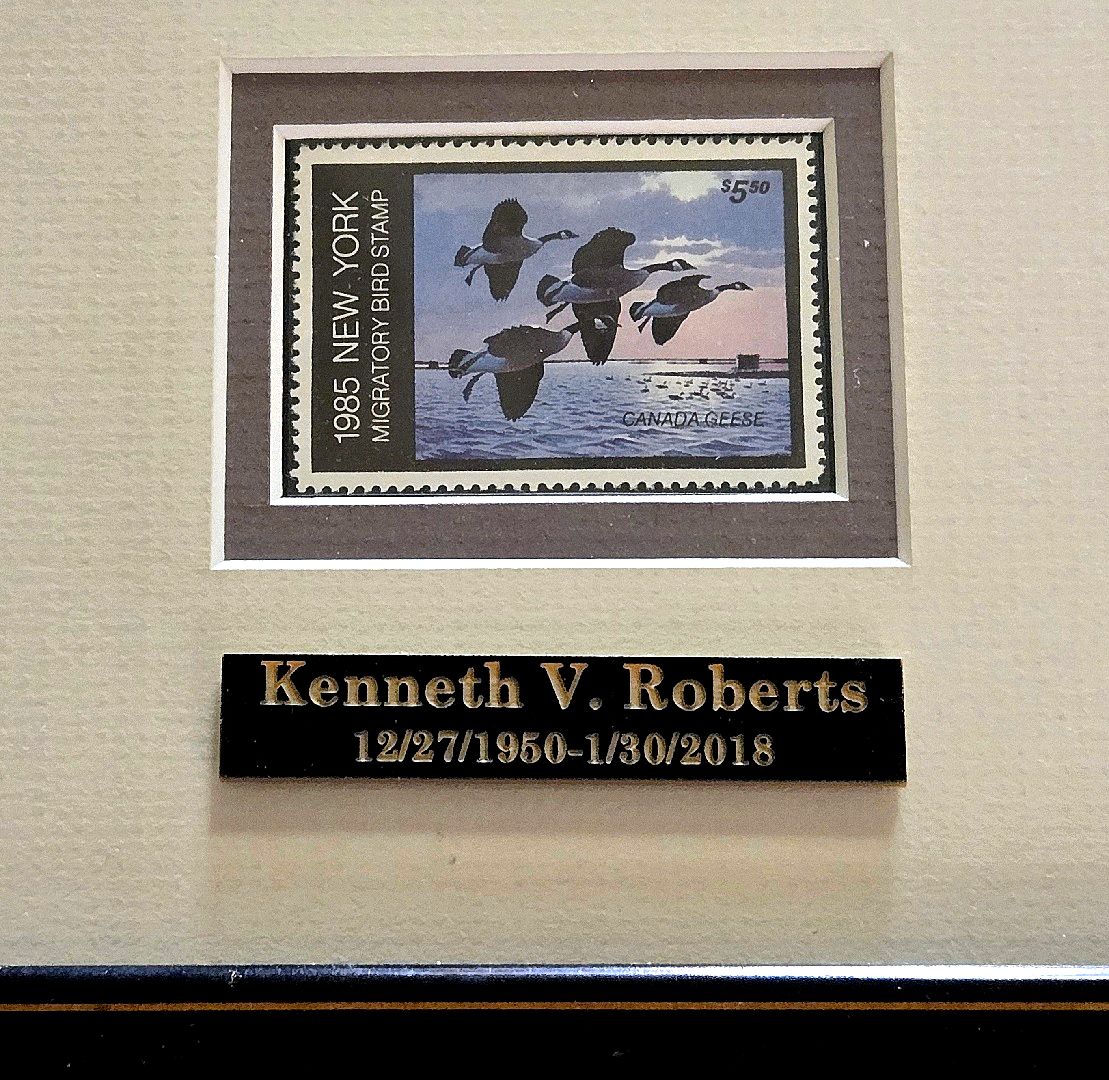 1985 NEW YORK
MIGRATORY BIRD STAMP
$5.50
CANADA GEESE
Kenneth V. Roberts
12/27/1950-1/30/2018